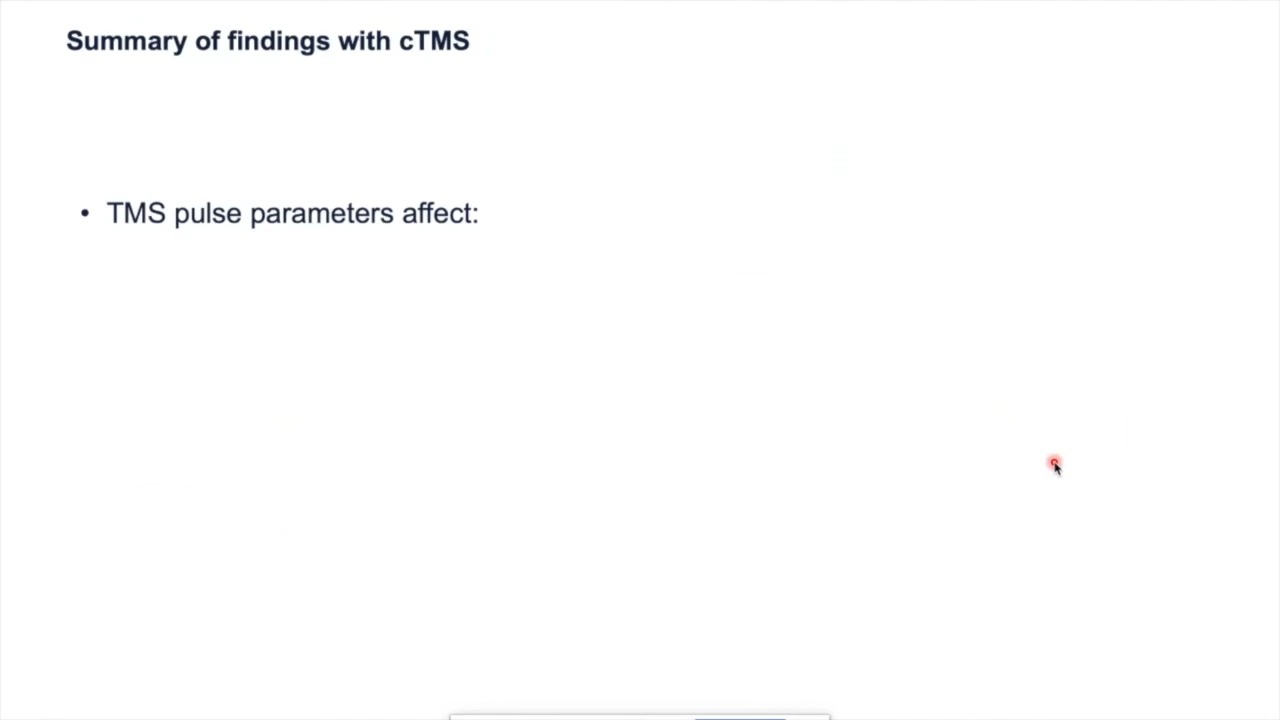 Summary of findings with cTMS
• TMS pulse parameters affect: